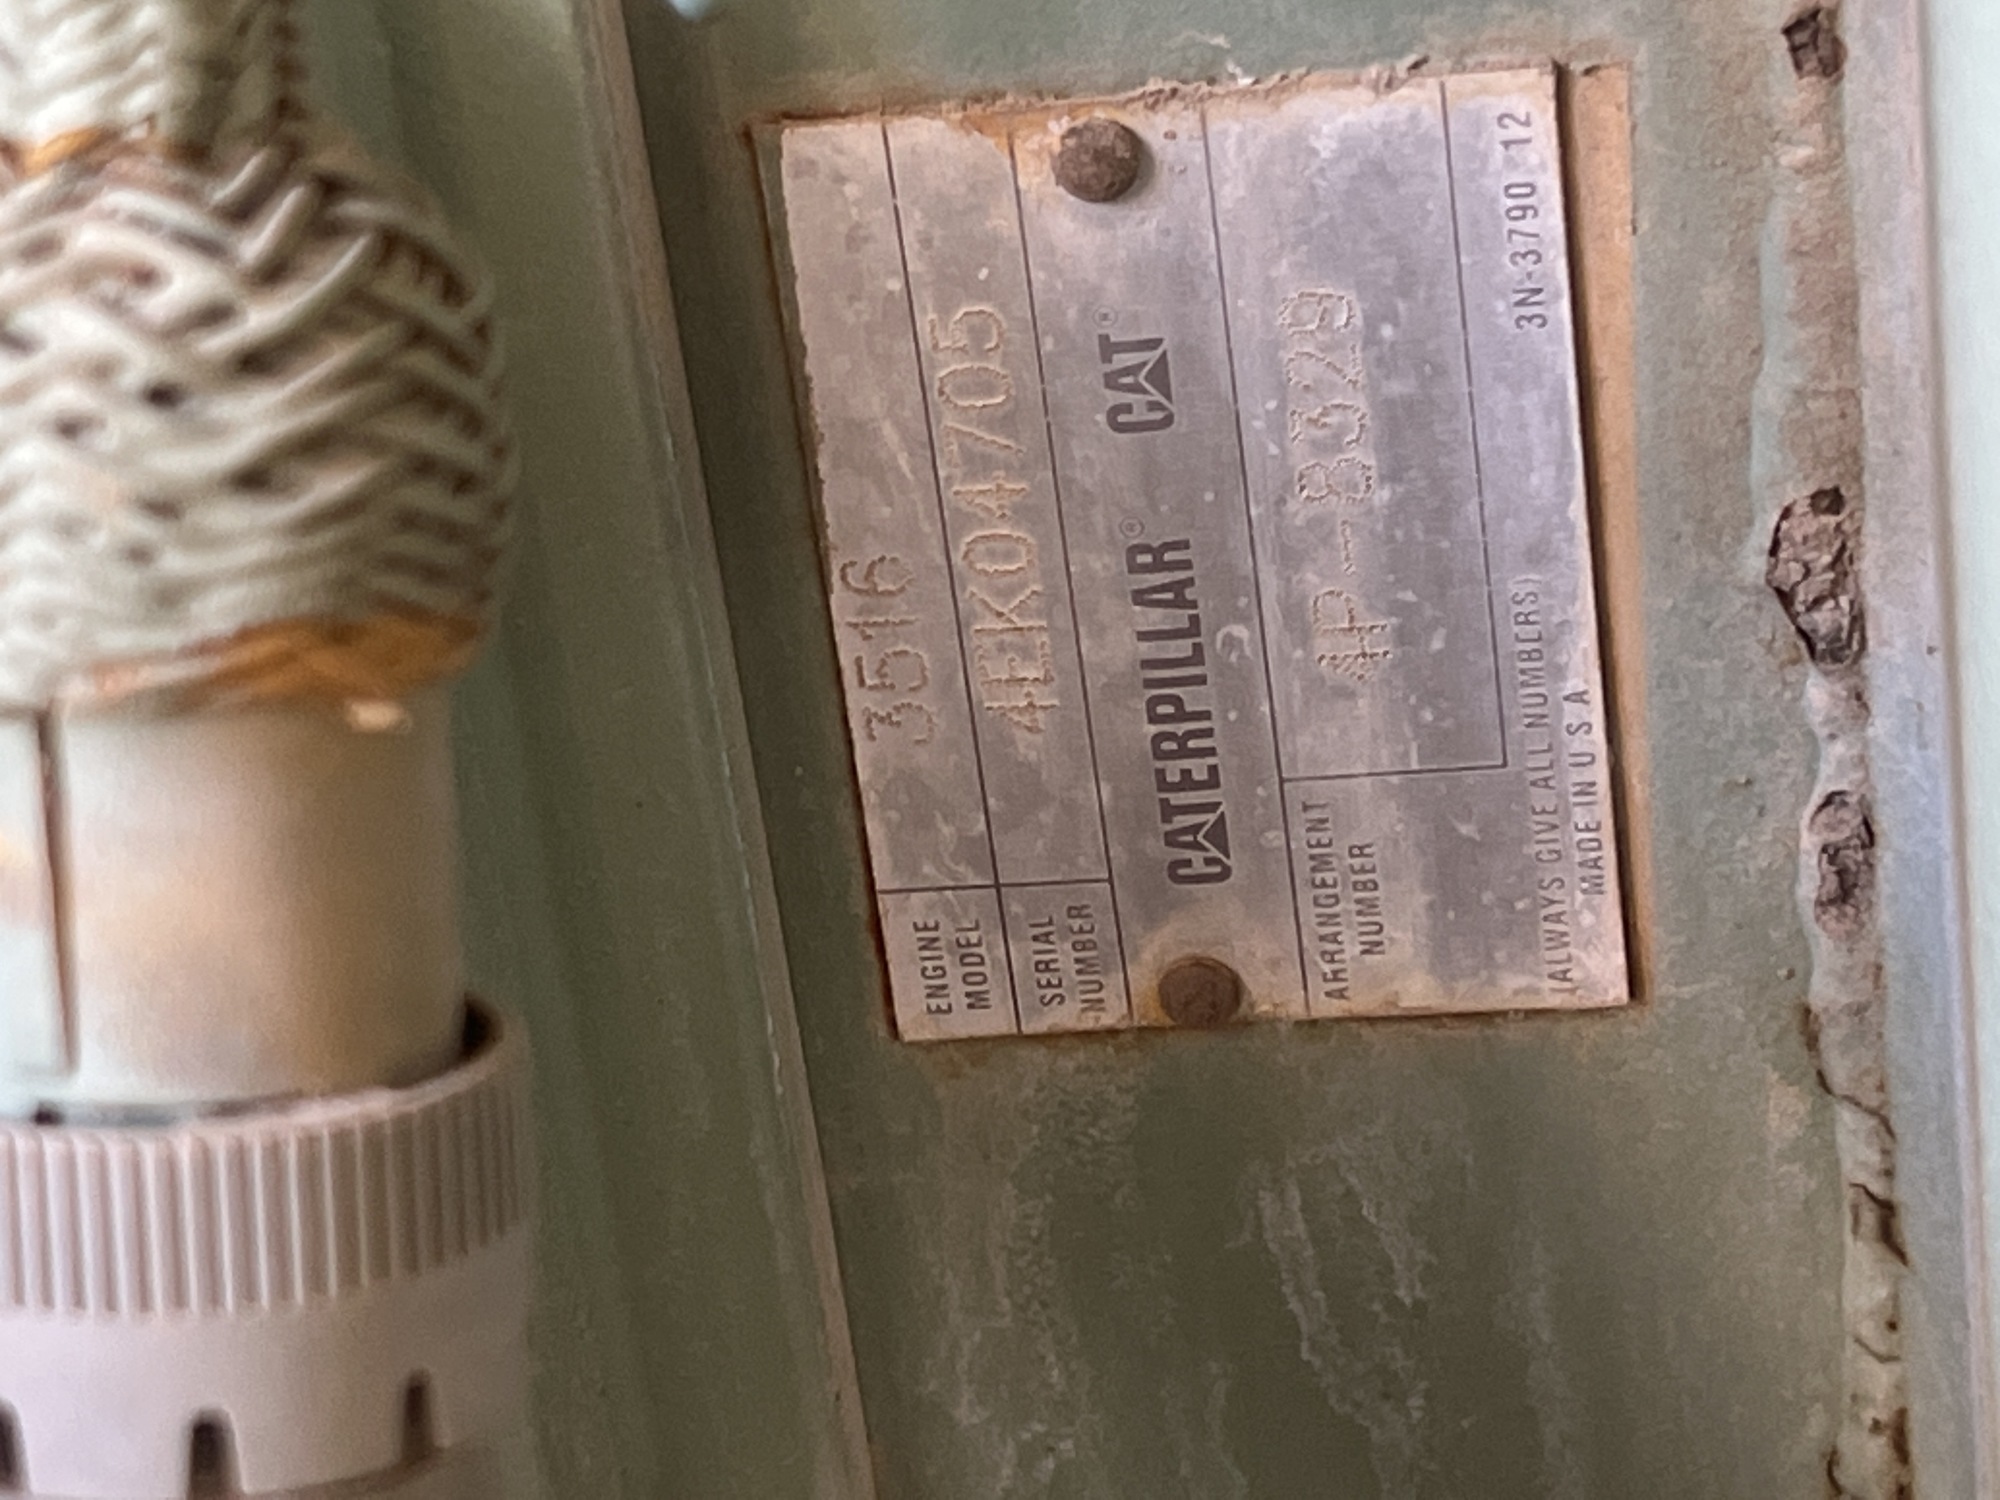 ENGINE
MODEL
3516
SERIAL
NUMBER
4EK04705
CATERPILLAR® CAT®
ARRANGEMENT
NUMBER
4P-8329
(ALWAYS GIVE ALL NUMBERS)
MADE IN U S A
3N-3790 12